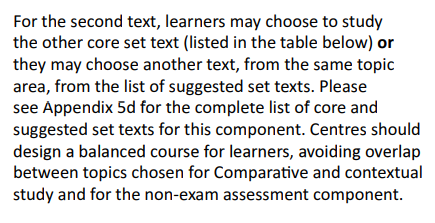 For the second text, learners may choose to study
the other core set text (listed in the table below) or
they may choose another text, from the same topic
area, from the list of suggested set texts. Please
see Appendix 5d for the complete list of core and
suggested set texts for this component. Centres should
design a balanced course for learners, avoiding overlap
between topics chosen for Comparative and contextual
study and for the non-exam assessment component.